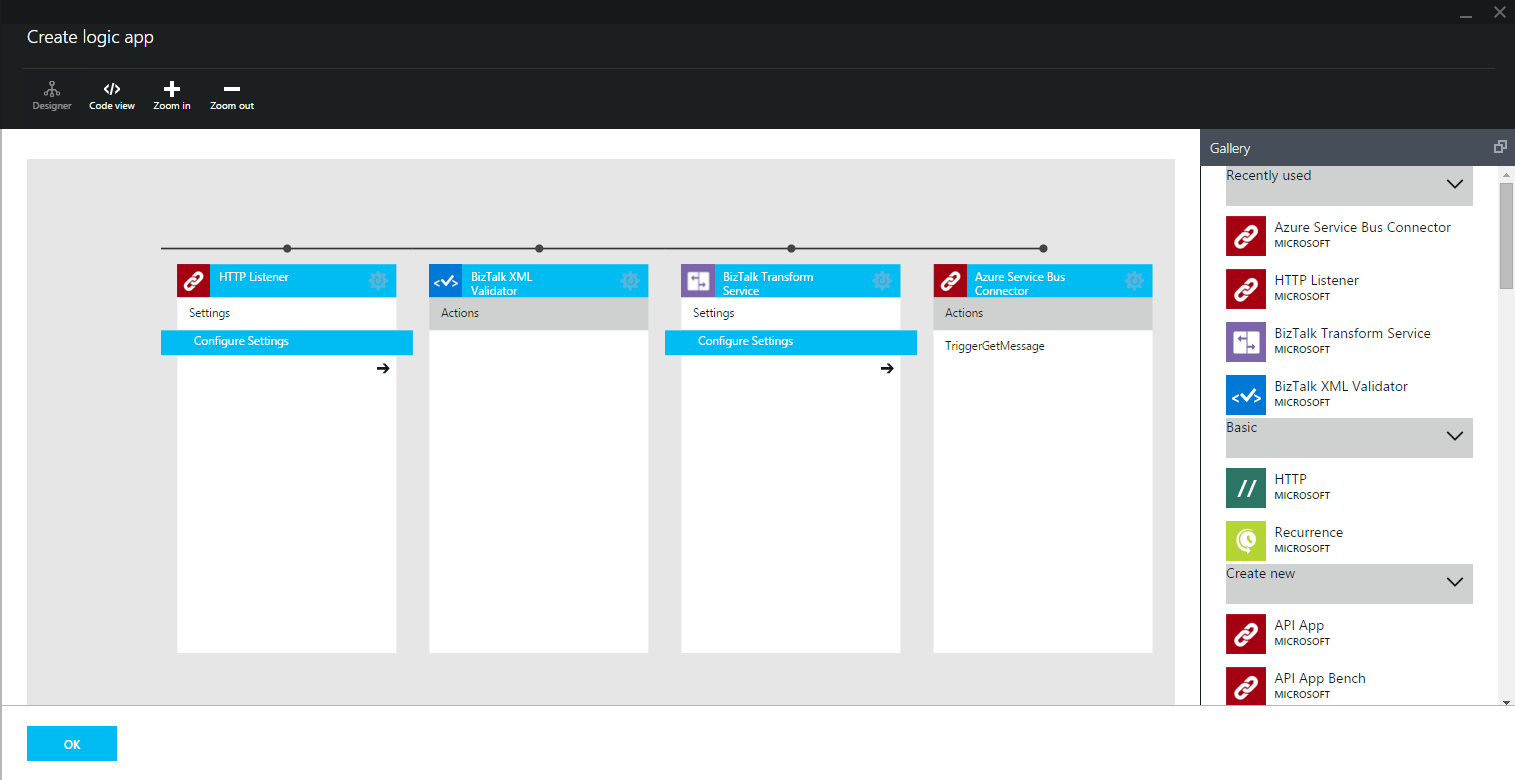 Create logic app
Designer
Code view
Zoom in
Zoom out
HTTP Listener
Settings
Configure Settings
BizTalk XML
Validator
Actions
BizTalk Transform
Service
Settings
Configure Settings
Azure Service Bus
Connector
Actions
TriggerGetMessage
Gallery
Recently used
Azure Service Bus Connector
MICROSOFT
HTTP Listener
MICROSOFT
BizTalk Transform Service
MICROSOFT
BizTalk XML Validator
MICROSOFT
Basic
HTTP
MICROSOFT
Recurrence
MICROSOFT
Create new
API App
MICROSOFT
API App Bench
MICROSOFT
OK